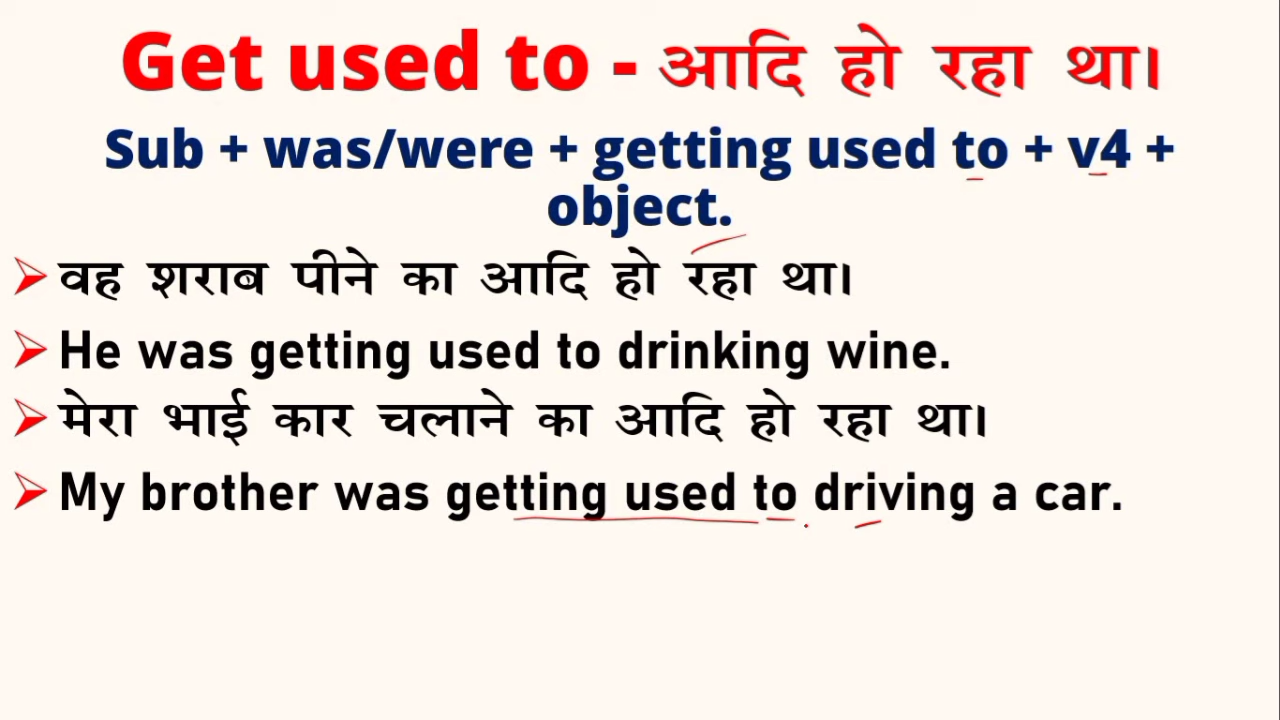 Get used to - आदि हो रहा था।
Sub + was/were + getting used to + v4 +
object.
वह शराब पीने का आदि हो रहा था।
He was getting used to drinking wine.
मेरा भाई कार चलाने का आदि हो रहा था।
My brother was getting used to driving a car.